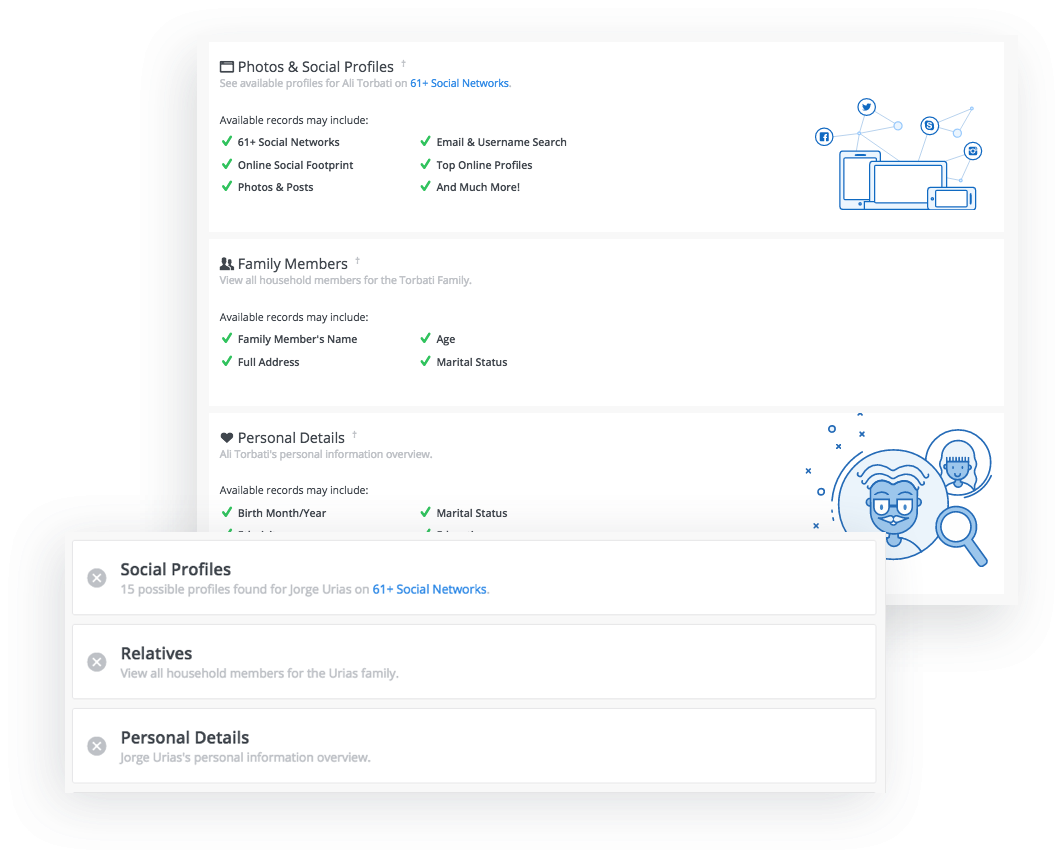 Photos & Social Profiles †
See available profiles for Ali Torbati on 61+ Social Networks.
Available records may include:
61+ Social Networks
Email & Username Search
Online Social Footprint
Top Online Profiles
Photos & Posts
And Much More!
Family Members †
View all household members for the Torbati Family.
Available records may include:
Family Member's Name
Age
Full Address
Marital Status
Personal Details †
Ali Torbati's personal information overview.
Available records may include:
Birth Month/Year
Marital Status
Social Profiles
15 possible profiles found for Jorge Urias on 61+ Social Networks.
Relatives
View all household members for the Urias family.
Personal Details
Jorge Urias's personal information overview.